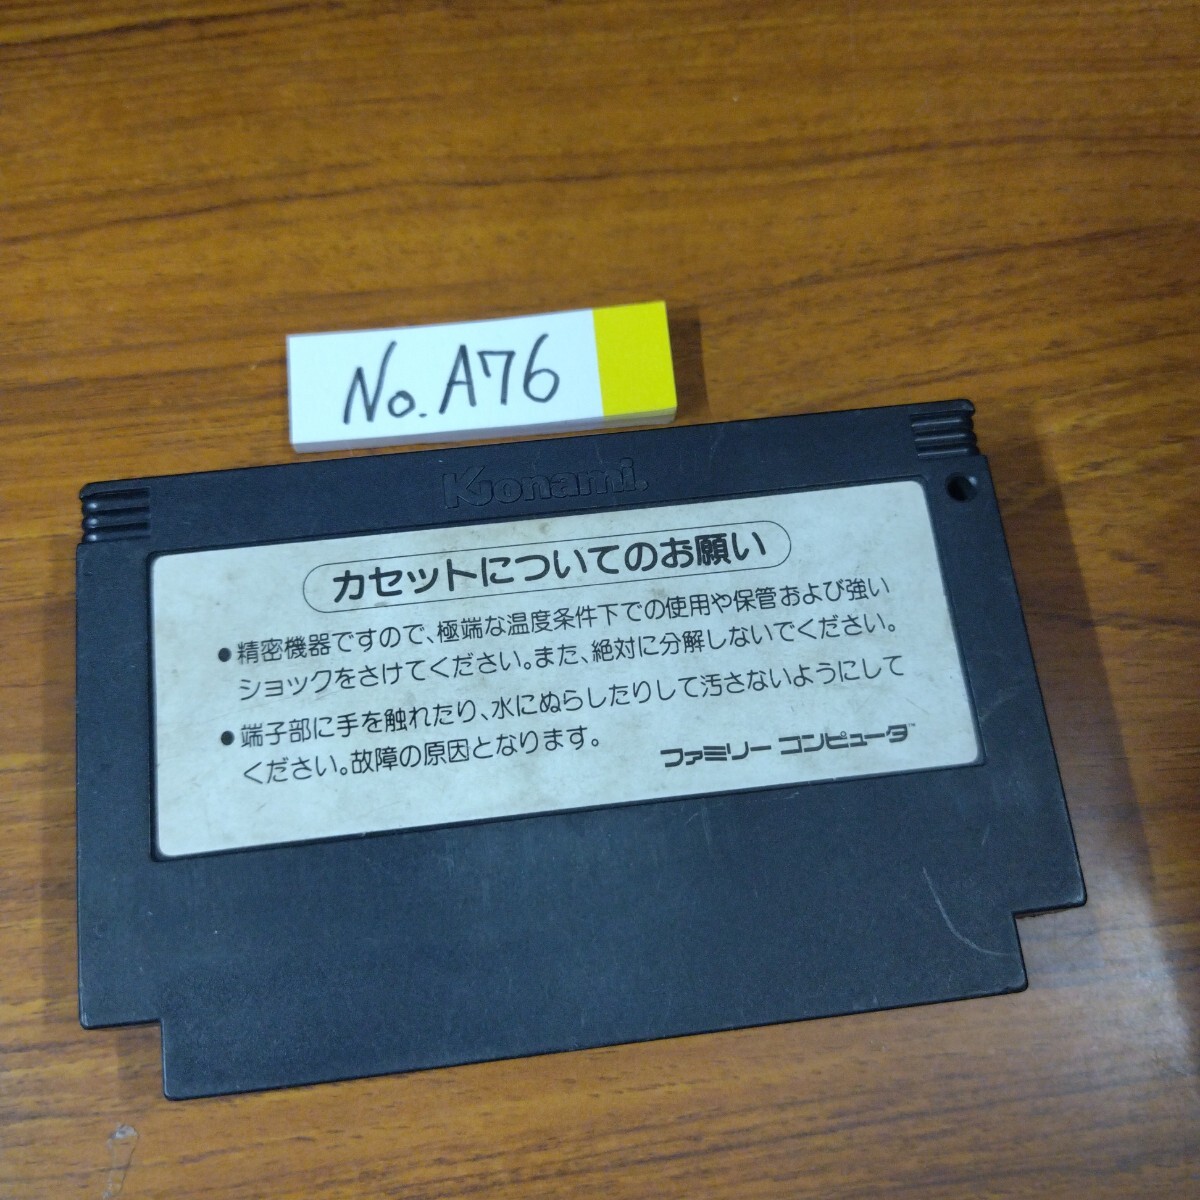 No. A76
Konami
カセットについてのお願い
●精密機器ですので、極端な温度条件下での使用や保管および強い
ショックをさけてください。また、絶対に分解しないでください。
●端子部に手を触れたり、水にぬらしたりして汚さないようにして
ください。故障の原因となります。
ファミリー コンピュータ™